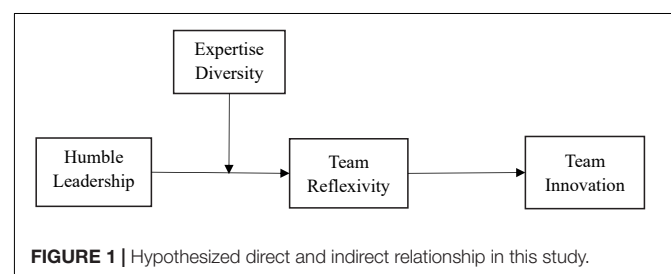 Expertise
Diversity
Humble
Leadership
Team
Reflexivity
Team
Innovation
FIGURE 1 | Hypothesized direct and indirect relationship in this study.